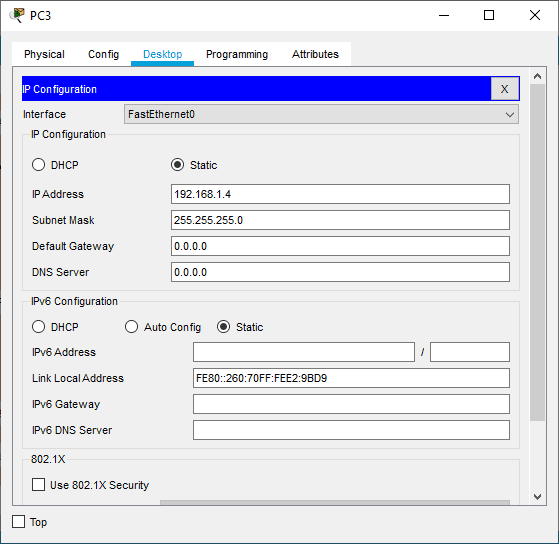 PC3
Physical Config Desktop Programming Attributes
IP Configuration X
Interface FastEthernet0
IP Configuration
DHCP Static
IP Address 192.168.1.4
Subnet Mask 255.255.255.0
Default Gateway 0.0.0.0
DNS Server 0.0.0.0
IPv6 Configuration
DHCP Auto Config Static
IPv6 Address /
Link Local Address FE80::260:70FF:FEE2:9BD9
IPv6 Gateway
IPv6 DNS Server
802.1X
Use 802.1X Security
Top